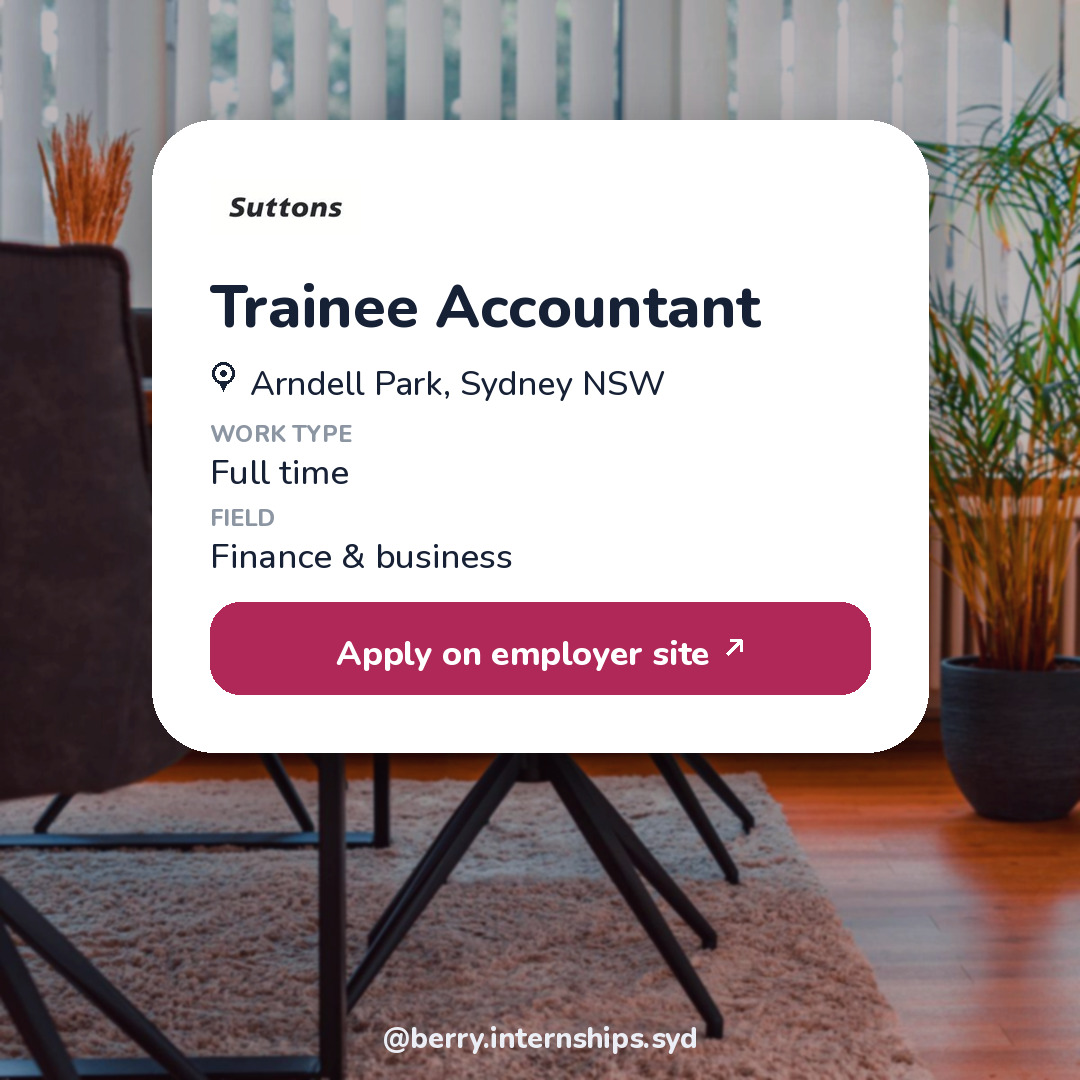 Suttons
Trainee Accountant
Arndell Park, Sydney NSW
WORK TYPE
Full time
FIELD
Finance & business
Apply on employer site ↗
@berry.internships.syd